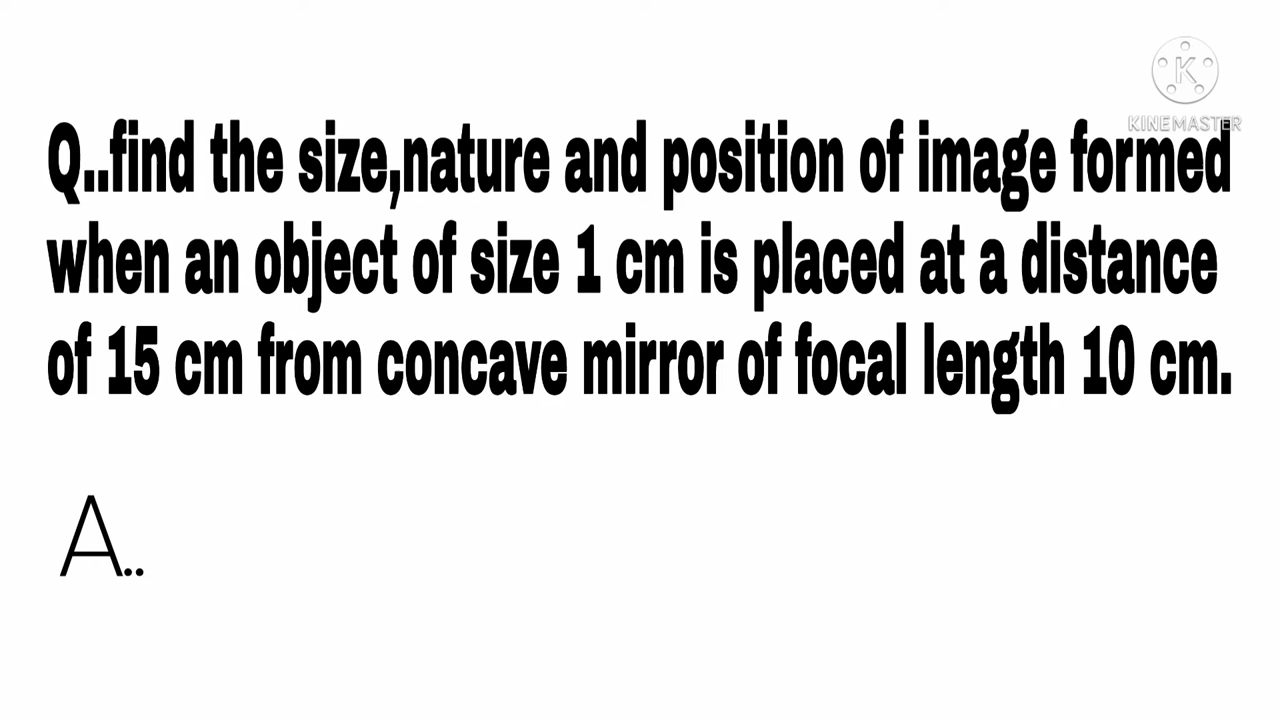 K
KINEMASTER
Q..find the size,nature and position of image formed
when an object of size 1 cm is placed at a distance
of 15 cm from concave mirror of focal length 10 cm.
A..